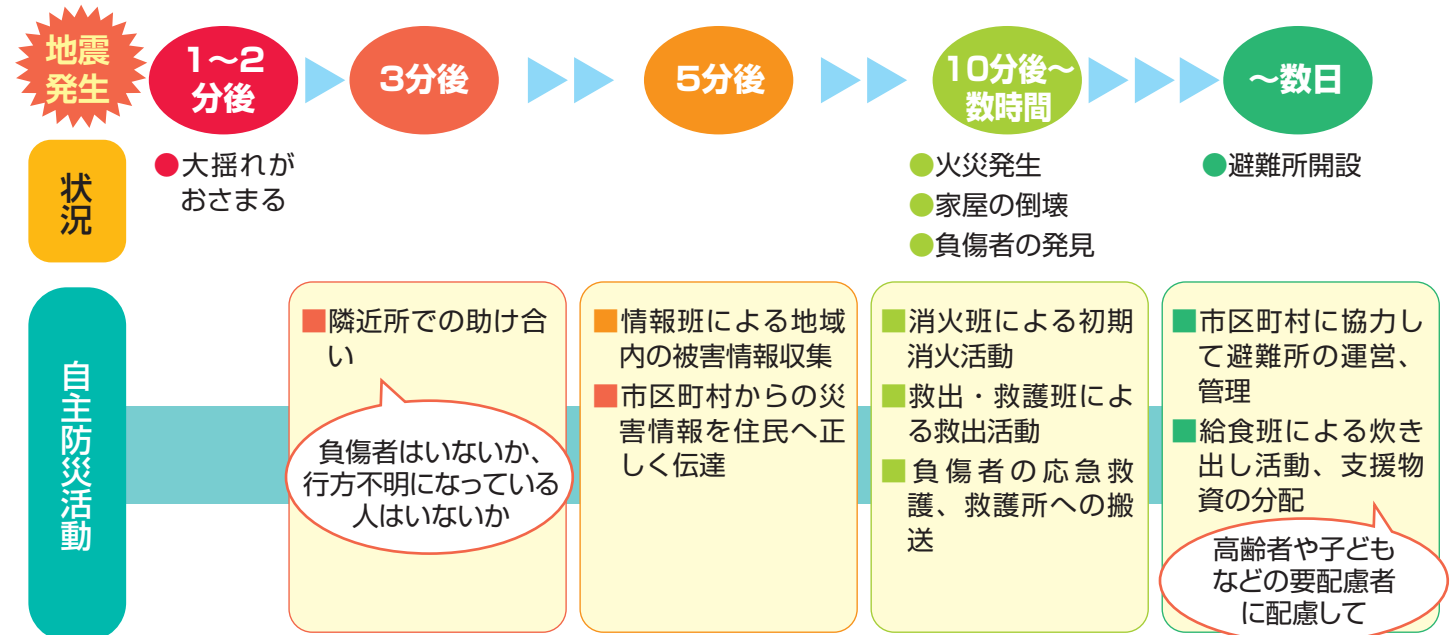 地震
発生
1〜2
分後
3分後
5分後
10分後〜
数時間
〜数日
状況
●大揺れが
おさまる
●火災発生
●家屋の倒壊
●負傷者の発見
●避難所開設
自主防災活動
■隣近所での助け合
い
負傷者はいないか、
行方不明になっている
人はいないか
■情報班による地域
内の被害情報収集
■市区町村からの災
害情報を住民へ正
しく伝達
■消火班による初期
消火活動
■救出・救護班によ
る救出活動
■負傷者の応急救
護、救護所への搬
送
■市区町村に協力し
て避難所の運営、
管理
■給食班による炊き
出し活動、支援物
資の分配
高齢者や子ども
などの要配慮者
に配慮して